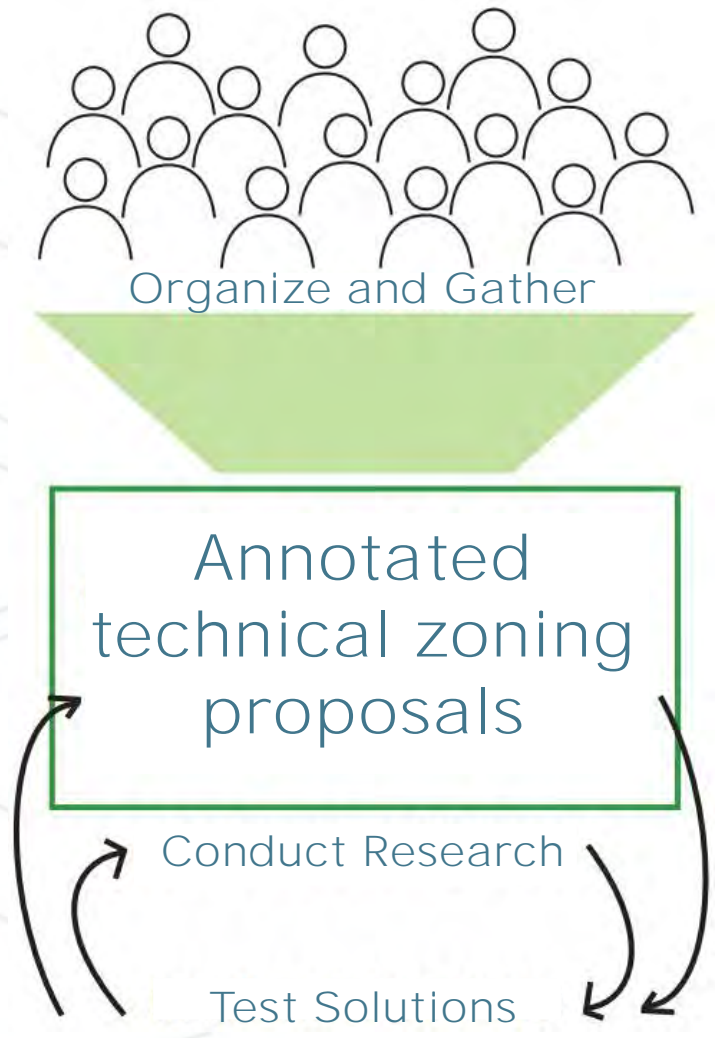 Organize and Gather
Annotated
technical zoning
proposals
Conduct Research
Test Solutions